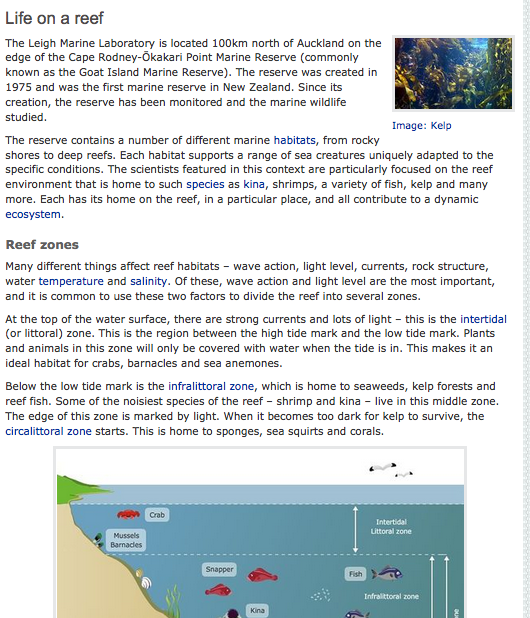 Life on a reef
The Leigh Marine Laboratory is located 100km north of Auckland on the
edge of the Cape Rodney-Ōkakari Point Marine Reserve (commonly
known as the Goat Island Marine Reserve). The reserve was created in
1975 and was the first marine reserve in New Zealand. Since its
creation, the reserve has been monitored and the marine wildlife
studied.
Image: Kelp
The reserve contains a number of different marine habitats, from rocky
shores to deep reefs. Each habitat supports a range of sea creatures uniquely adapted to the
specific conditions. The scientists featured in this context are particularly focused on the reef
environment that is home to such species as kina, shrimps, a variety of fish, kelp and many
more. Each has its home on the reef, in a particular place, and all contribute to a dynamic
ecosystem.
Reef zones
Many different things affect reef habitats – wave action, light level, currents, rock structure,
water temperature and salinity. Of these, wave action and light level are the most important,
and it is common to use these two factors to divide the reef into several zones.
At the top of the water surface, there are strong currents and lots of light – this is the intertidal
(or littoral) zone. This is the region between the high tide mark and the low tide mark. Plants
and animals in this zone will only be covered with water when the tide is in. This makes it an
ideal habitat for crabs, barnacles and sea anemones.
Below the low tide mark is the infralittoral zone, which is home to seaweeds, kelp forests and
reef fish. Some of the noisiest species of the reef – shrimp and kina – live in this middle zone.
The edge of this zone is marked by light. When it becomes too dark for kelp to survive, the
circalittoral zone starts. This is home to sponges, sea squirts and corals.
Crab
Intertidal
Littoral zone
Mussels
Barnacles
Snapper
Fish
Infralittoral zone
Kina